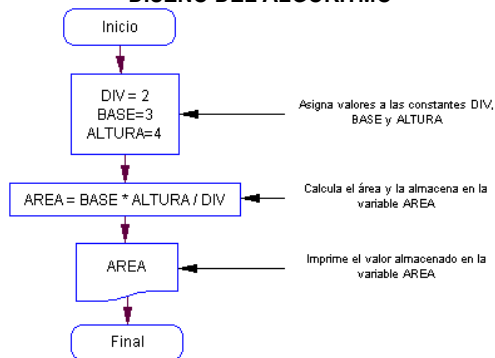 DISEÑO DEL ALGORITMO
Inicio
DIV = 2
BASE=3
ALTURA=4
Asigna valores a las constantes DIV,
BASE y ALTURA
AREA = BASE * ALTURA / DIV
Calcula el área y la almacena en la
variable AREA
AREA
Imprime el valor almacenado en la
variable AREA
Final